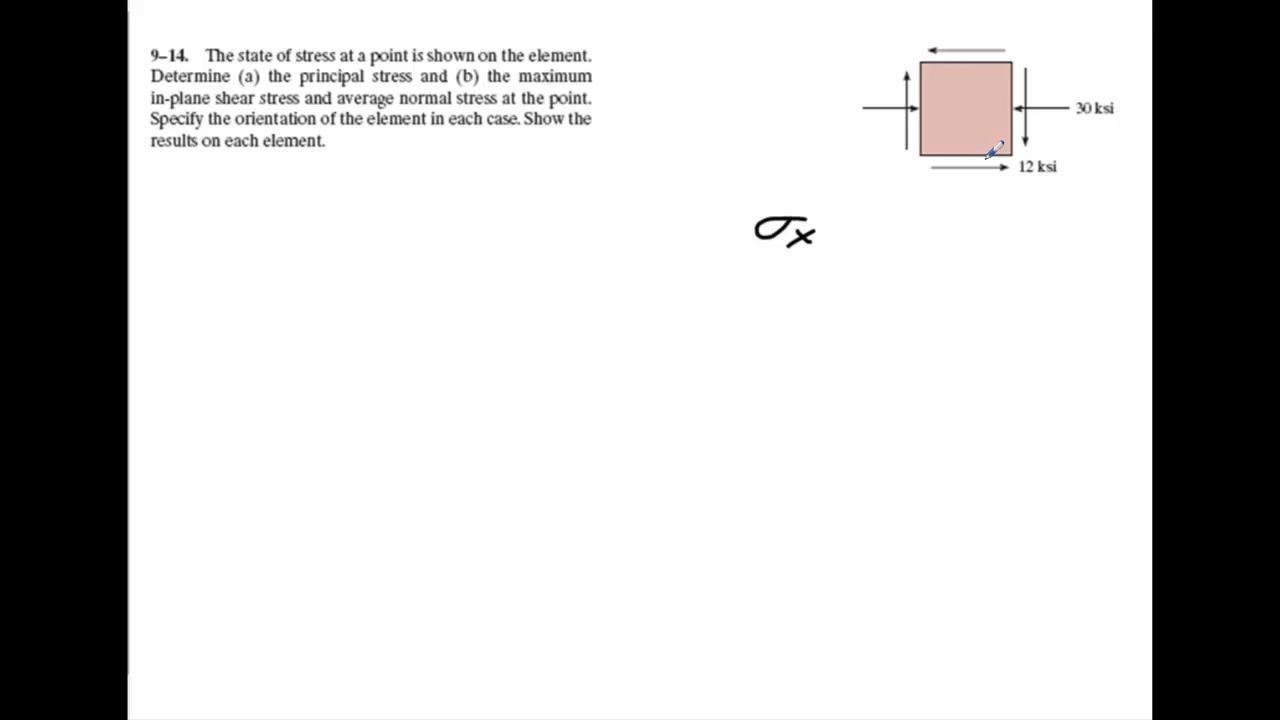 9–14. The state of stress at a point is shown on the element.
Determine (a) the principal stress and (b) the maximum
in-plane shear stress and average normal stress at the point.
Specify the orientation of the element in each case. Show the
results on each element.
30 ksi
12 ksi
σx